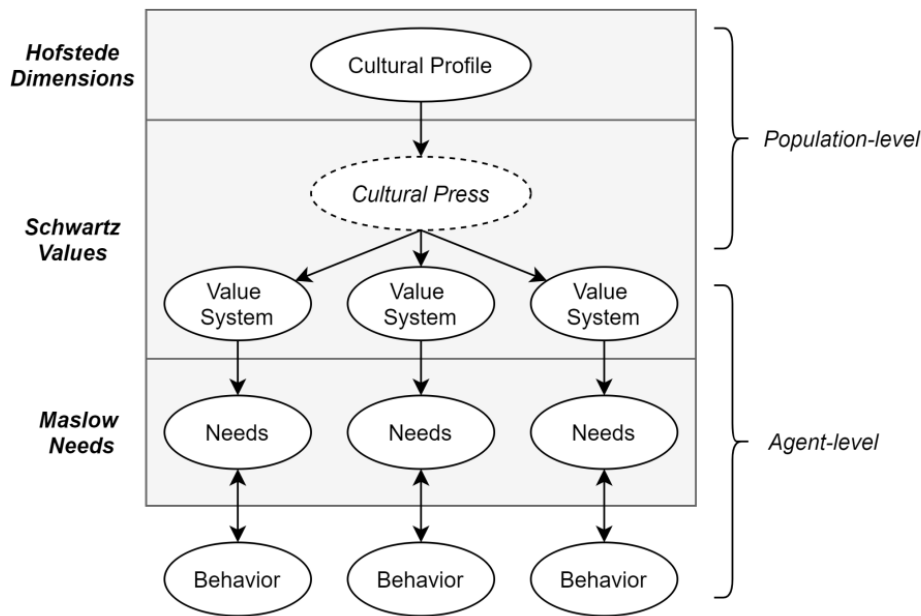 Hofstede
Dimensions
Cultural Profile
Population-level
Cultural Press
Schwartz
Values
Value
System
Value
System
Value
System
Maslow
Needs
Needs
Needs
Needs
Agent-level
Behavior
Behavior
Behavior